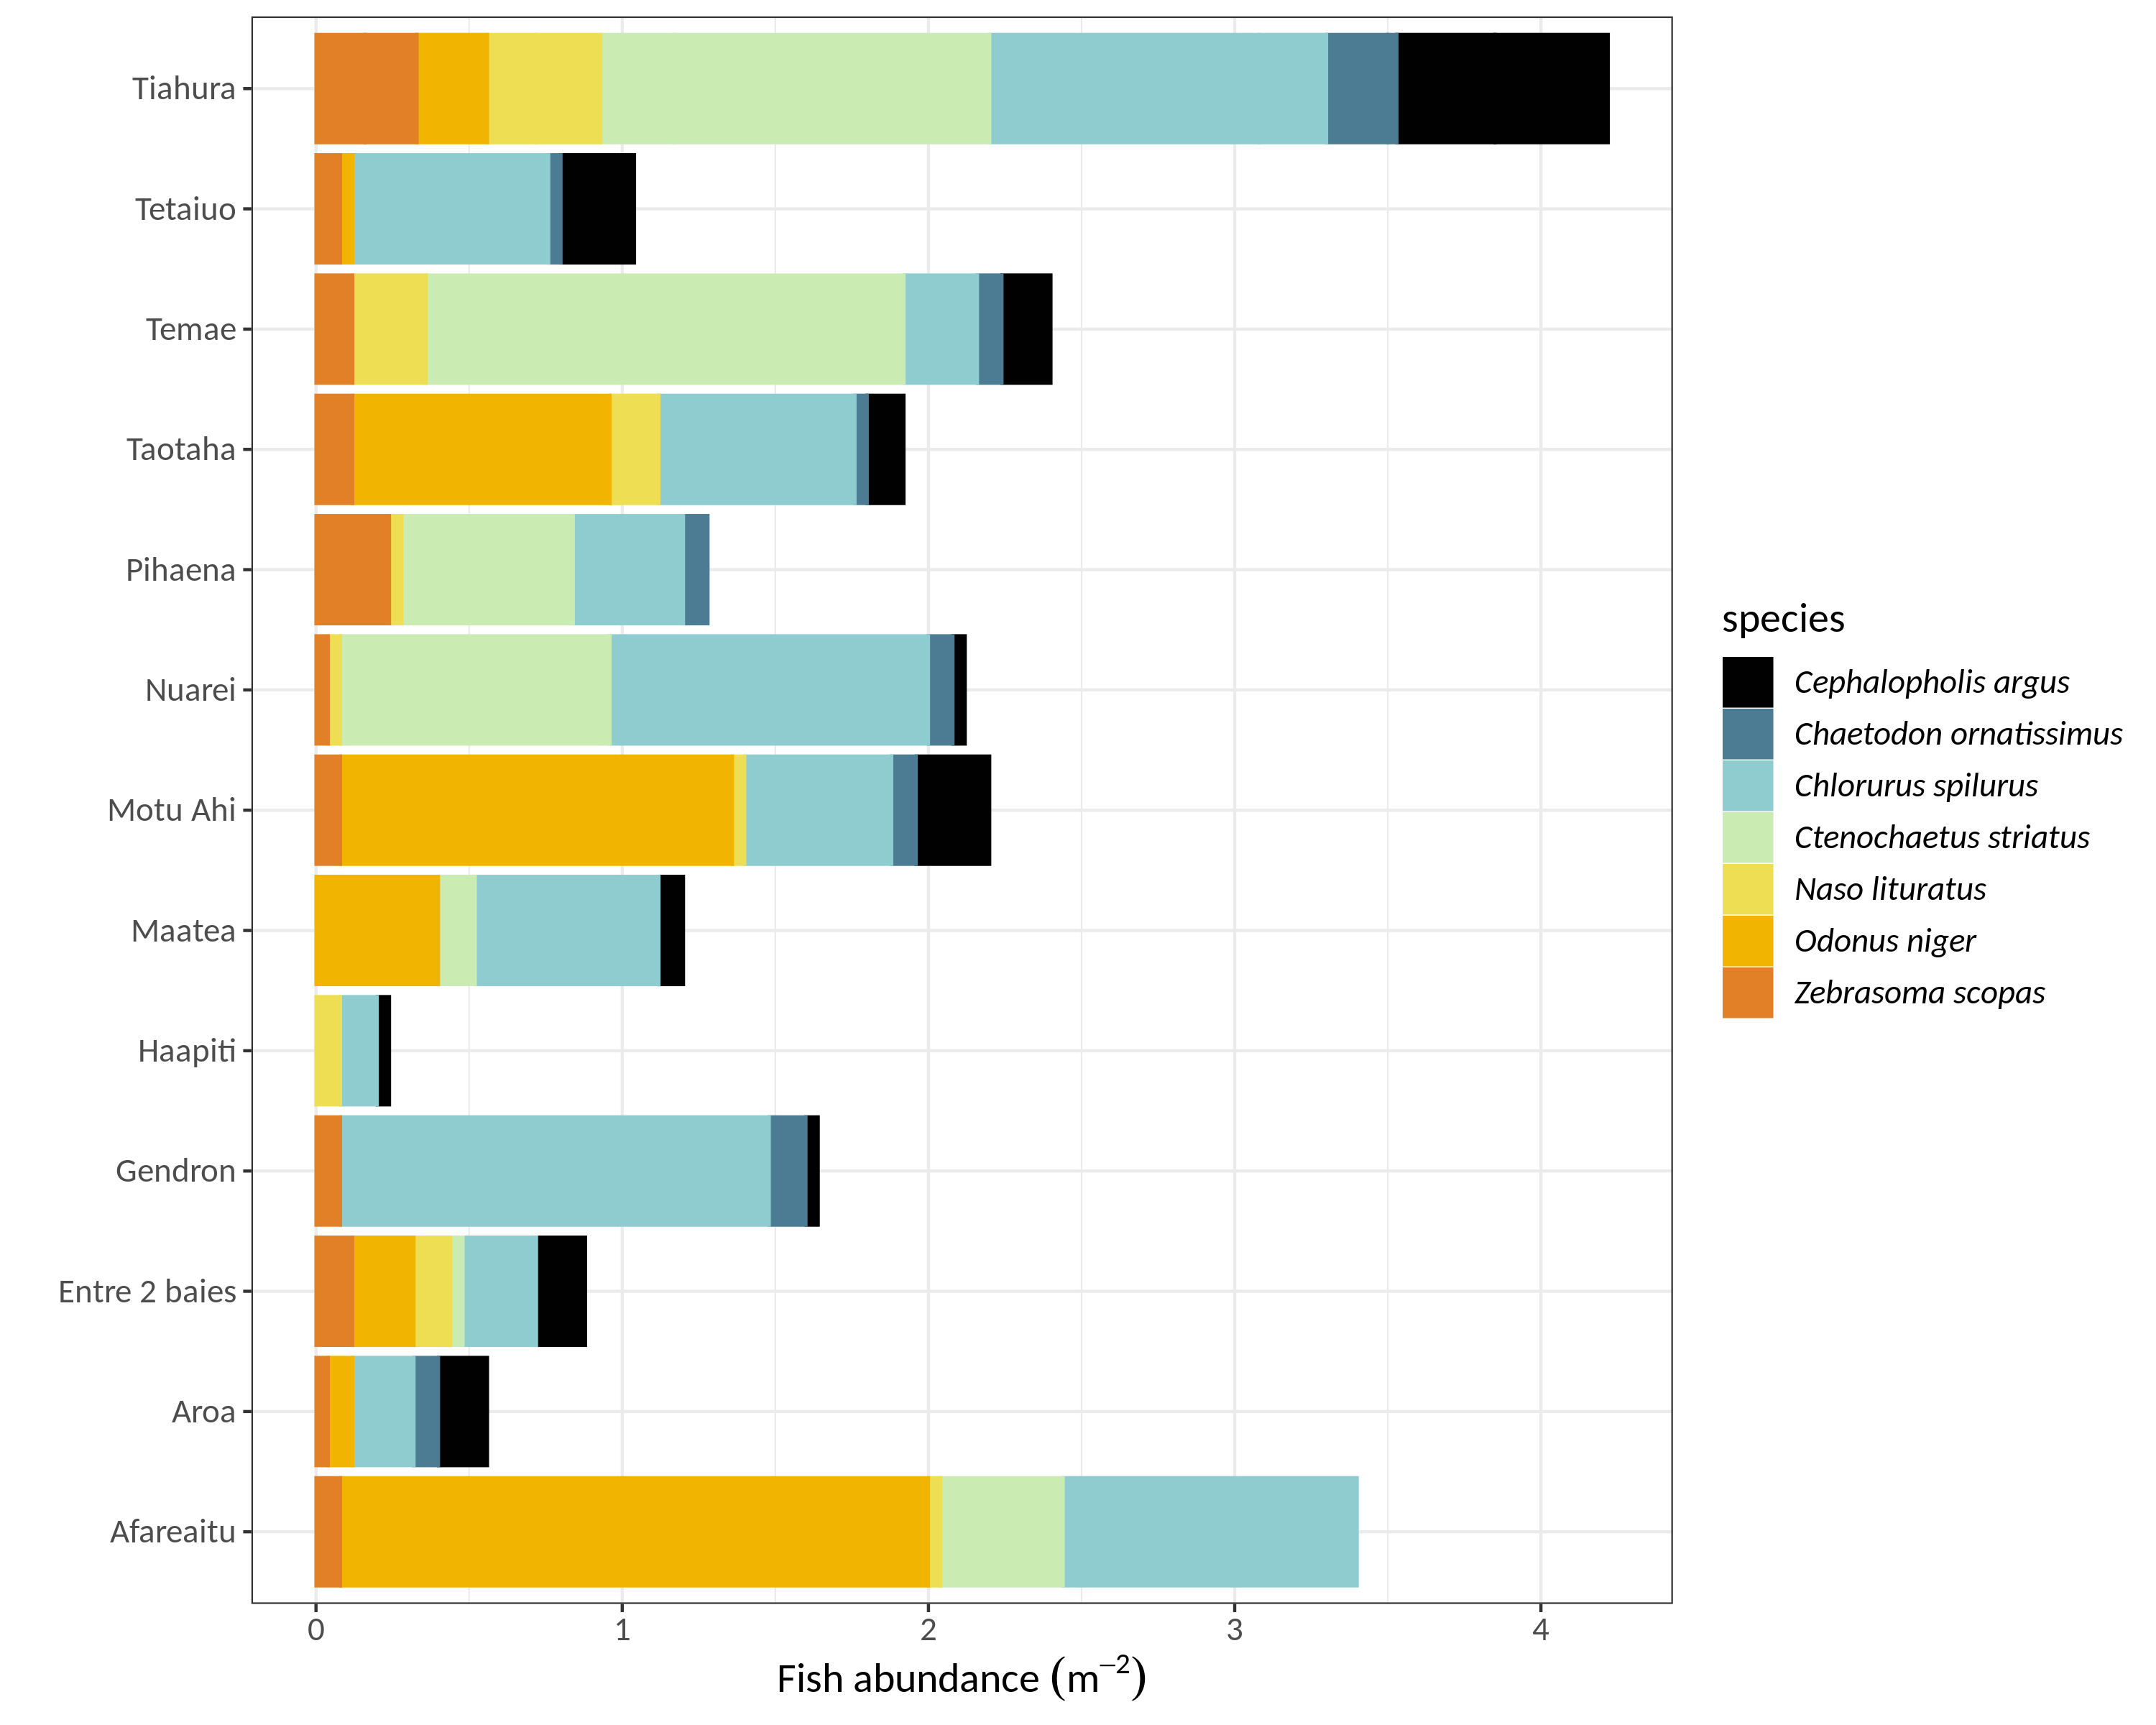 Tiahura
Tetaiuo
Temae
Taotaha
Pihaena
Nuarei
Motu Ahi
Maatea
Haapiti
Gendron
Entre 2 baies
Aroa
Afareaitu
0 1 2 3 4
Fish abundance (m⁻²)
species
Cephalopholis argus
Chaetodon ornatissimus
Chlorurus spilurus
Ctenochaetus striatus
Naso lituratus
Odonus niger
Zebrasoma scopas